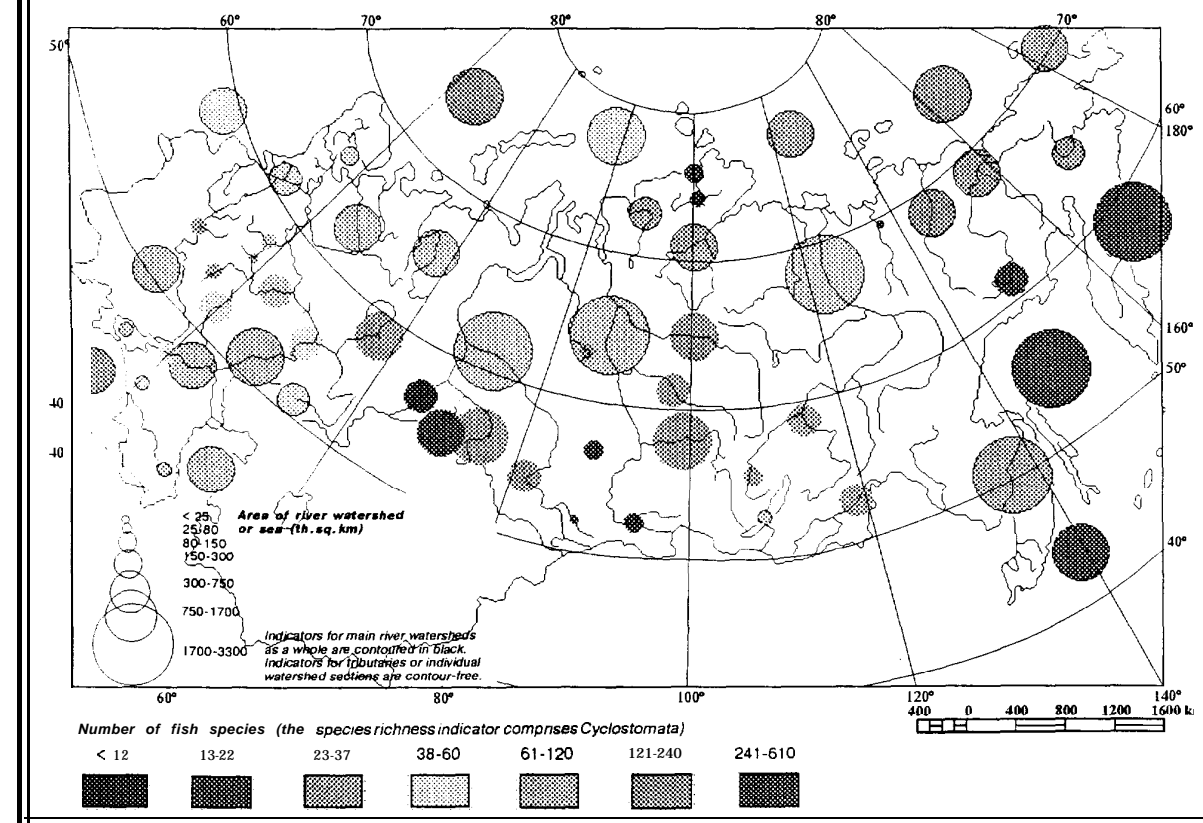 60° 70° 80° 80° 70°
50°
60°
180°
160°
50°
40
40
40°
< 25 Area of river watershed
25-80 or sea (th.sq.km)
80-150
150-300
300-750
750-1700
1700-3300
Indicators for main river watersheds
as a whole are contoured in black.
Indicators for tributaries or individual
watershed sections are contour-free.
60° 80° 100° 120° 140°
400 0 400 800 1200 1600 k
Number of fish species (the species richness indicator comprises Cyclostomata)
< 12 13-22 23-37 38-60 61-120 121-240 241-610